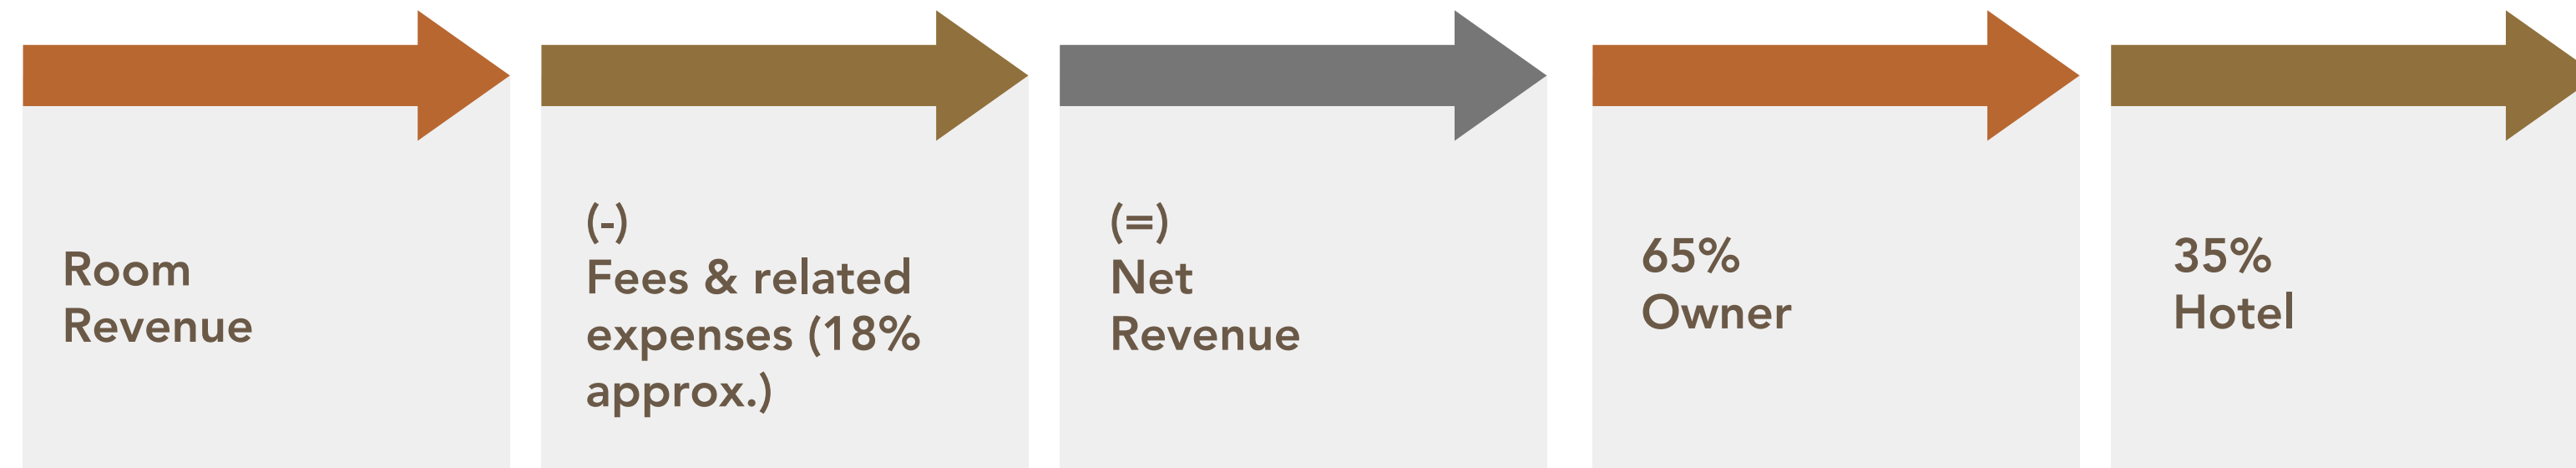 Room
Revenue
(-)
Fees & related
expenses (18%
approx.)
(=)
Net
Revenue
65%
Owner
35%
Hotel